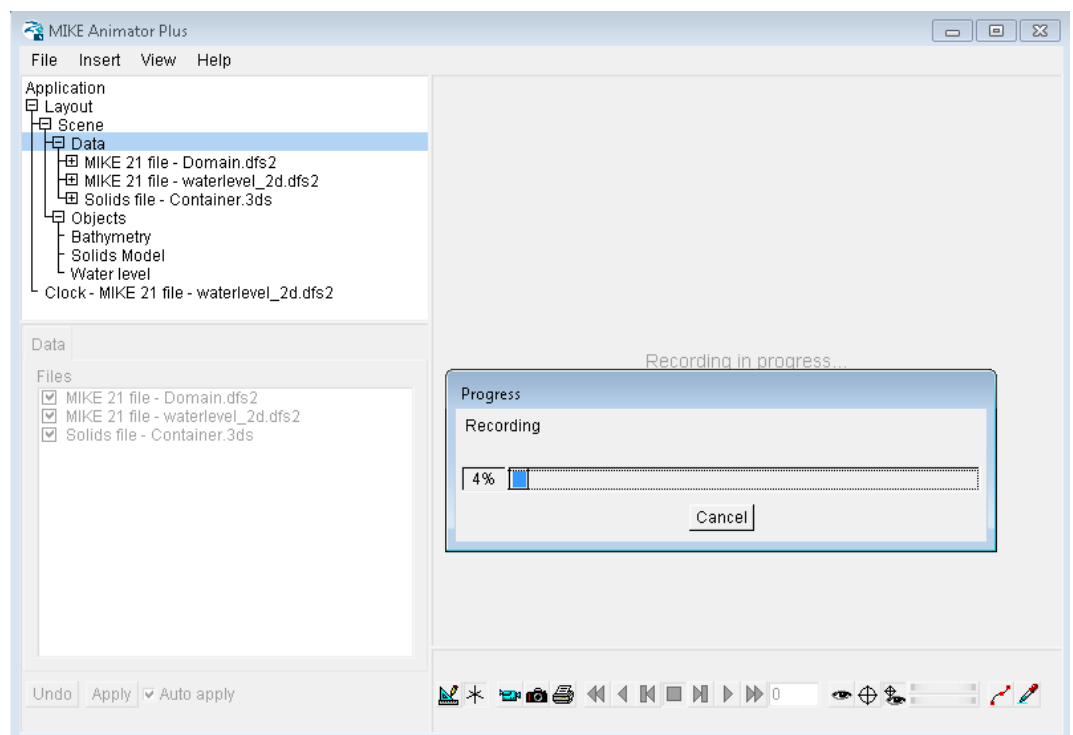 MIKE Animator Plus
File Insert View Help
Application
Layout
Scene
Data
MIKE 21 file - Domain.dfs2
MIKE 21 file - waterlevel_2d.dfs2
Solids file - Container.3ds
Objects
Bathymetry
Solids Model
Water level
Clock - MIKE 21 file - waterlevel_2d.dfs2
Data
Files
MIKE 21 file - Domain.dfs2
MIKE 21 file - waterlevel_2d.dfs2
Solids file - Container.3ds
Undo Apply Auto apply
Recording in progress...
Progress
Recording
4%
Cancel
0